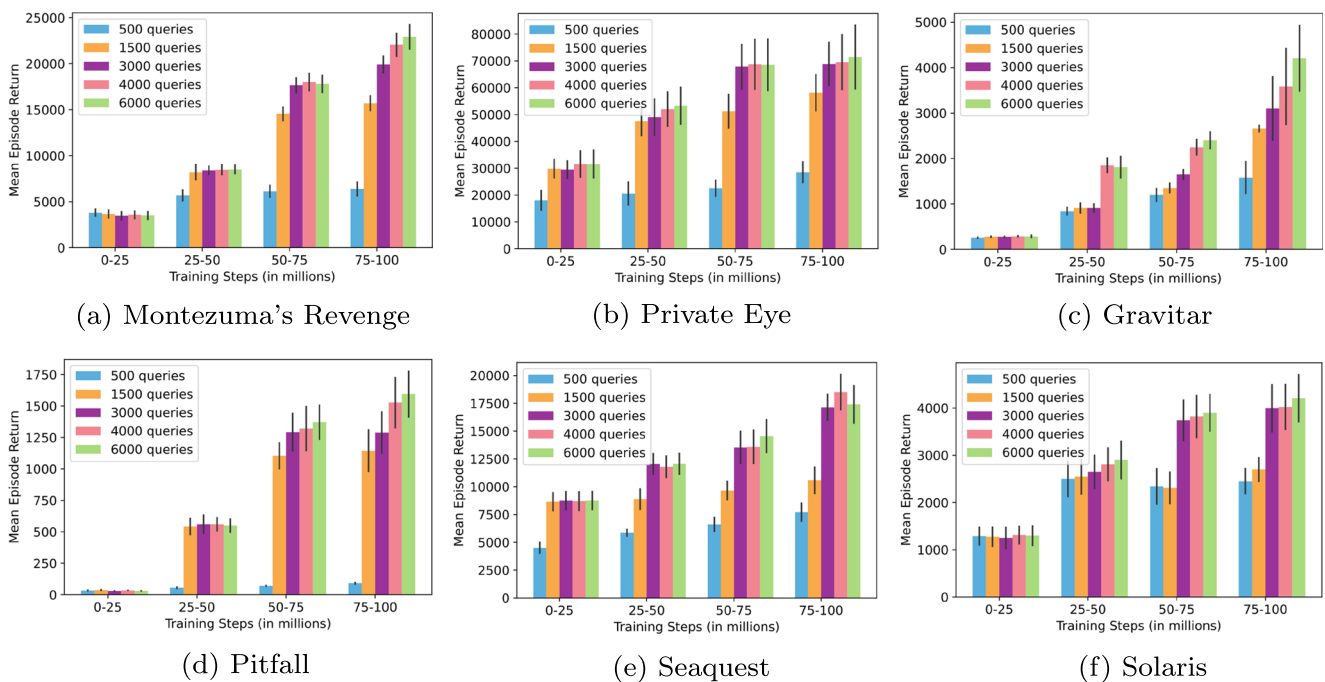 25000
20000
15000
10000
5000
0
Mean Episode Return
500 queries
1500 queries
3000 queries
4000 queries
6000 queries
0-25 25-50 50-75 75-100
Training Steps (in millions)
(a) Montezuma's Revenge
80000
70000
60000
50000
40000
30000
20000
10000
0
Mean Episode Return
500 queries
1500 queries
3000 queries
4000 queries
6000 queries
0-25 25-50 50-75 75-100
Training Steps (in millions)
(b) Private Eye
5000
4000
3000
2000
1000
0
Mean Episode Return
500 queries
1500 queries
3000 queries
4000 queries
6000 queries
0-25 25-50 50-75 75-100
Training Steps (in millions)
(c) Gravitar
1750
1500
1250
1000
750
500
250
0
Mean Episode Return
500 queries
1500 queries
3000 queries
4000 queries
6000 queries
0-25 25-50 50-75 75-100
Training Steps (in millions)
(d) Pitfall
20000
17500
15000
12500
10000
7500
5000
2500
0
Mean Episode Return
500 queries
1500 queries
3000 queries
4000 queries
6000 queries
0-25 25-50 50-75 75-100
Training Steps (in millions)
(e) Seaquest
4000
3000
2000
1000
0
Mean Episode Return
500 queries
1500 queries
3000 queries
4000 queries
6000 queries
0-25 25-50 50-75 75-100
Training Steps (in millions)
(f) Solaris